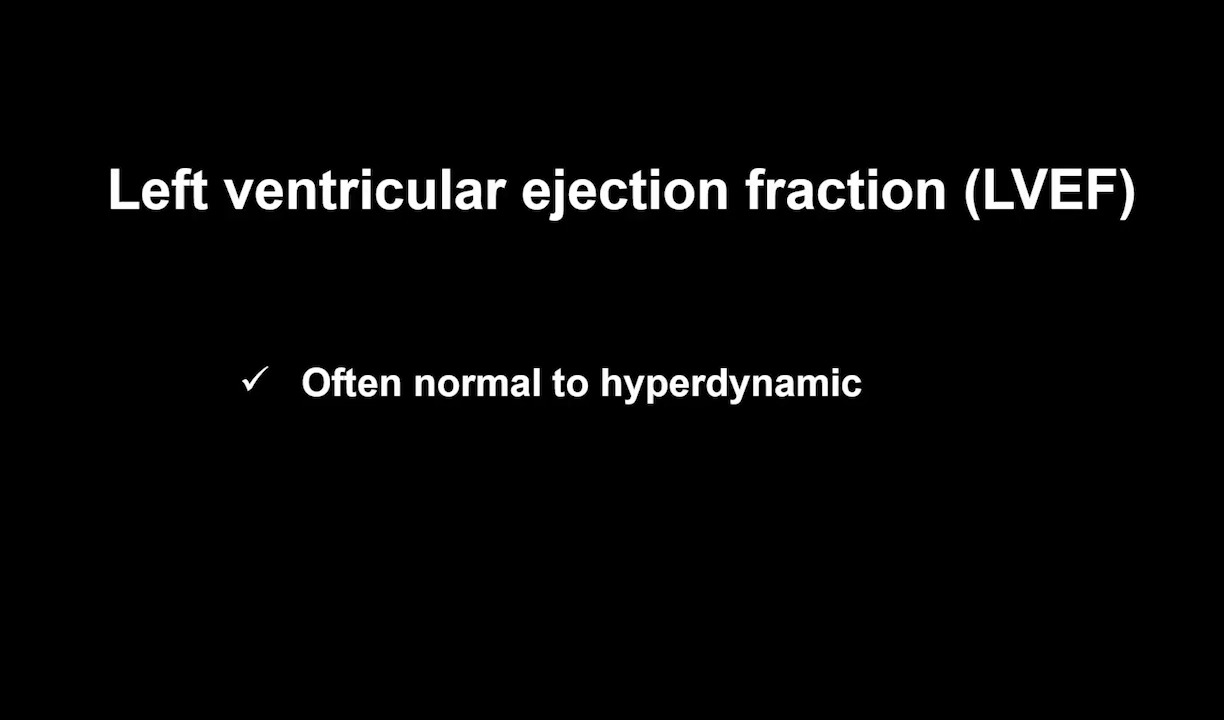 Left ventricular ejection fraction (LVEF)
✓ Often normal to hyperdynamic